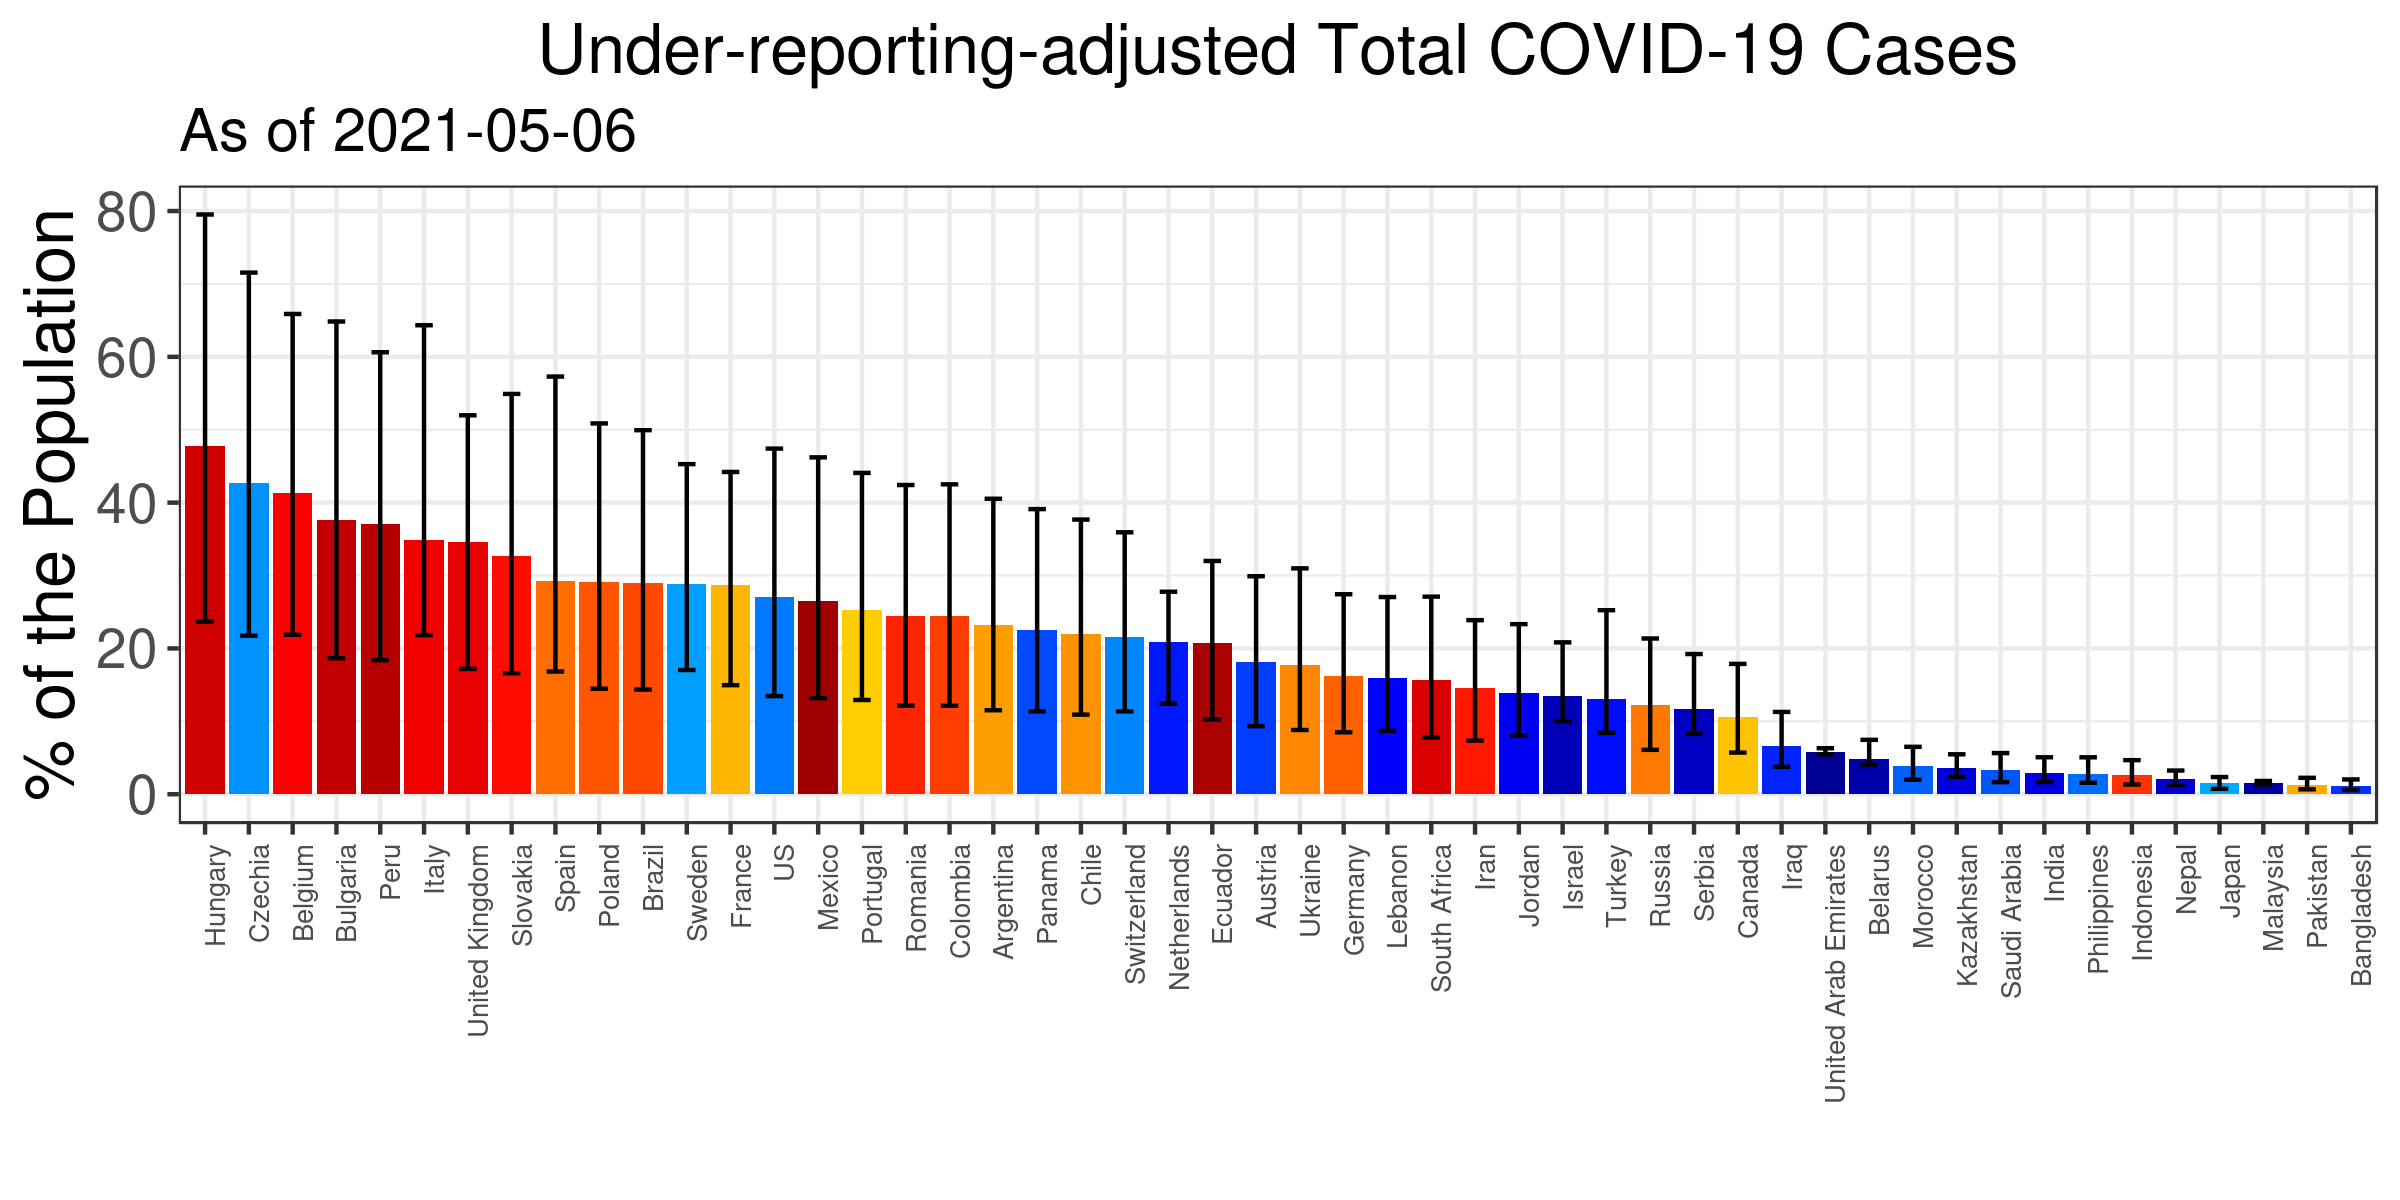 Under-reporting-adjusted Total COVID-19 Cases
As of 2021-05-06
% of the Population
80
60
40
20
0
Hungary
Czechia
Belgium
Bulgaria
Peru
Italy
United Kingdom
Slovakia
Spain
Poland
Brazil
Sweden
France
US
Mexico
Portugal
Romania
Colombia
Argentina
Panama
Chile
Switzerland
Netherlands
Ecuador
Austria
Ukraine
Germany
Lebanon
South Africa
Iran
Jordan
Israel
Turkey
Russia
Serbia
Canada
Iraq
United Arab Emirates
Belarus
Morocco
Kazakhstan
Saudi Arabia
India
Philippines
Indonesia
Nepal
Japan
Malaysia
Pakistan
Bangladesh